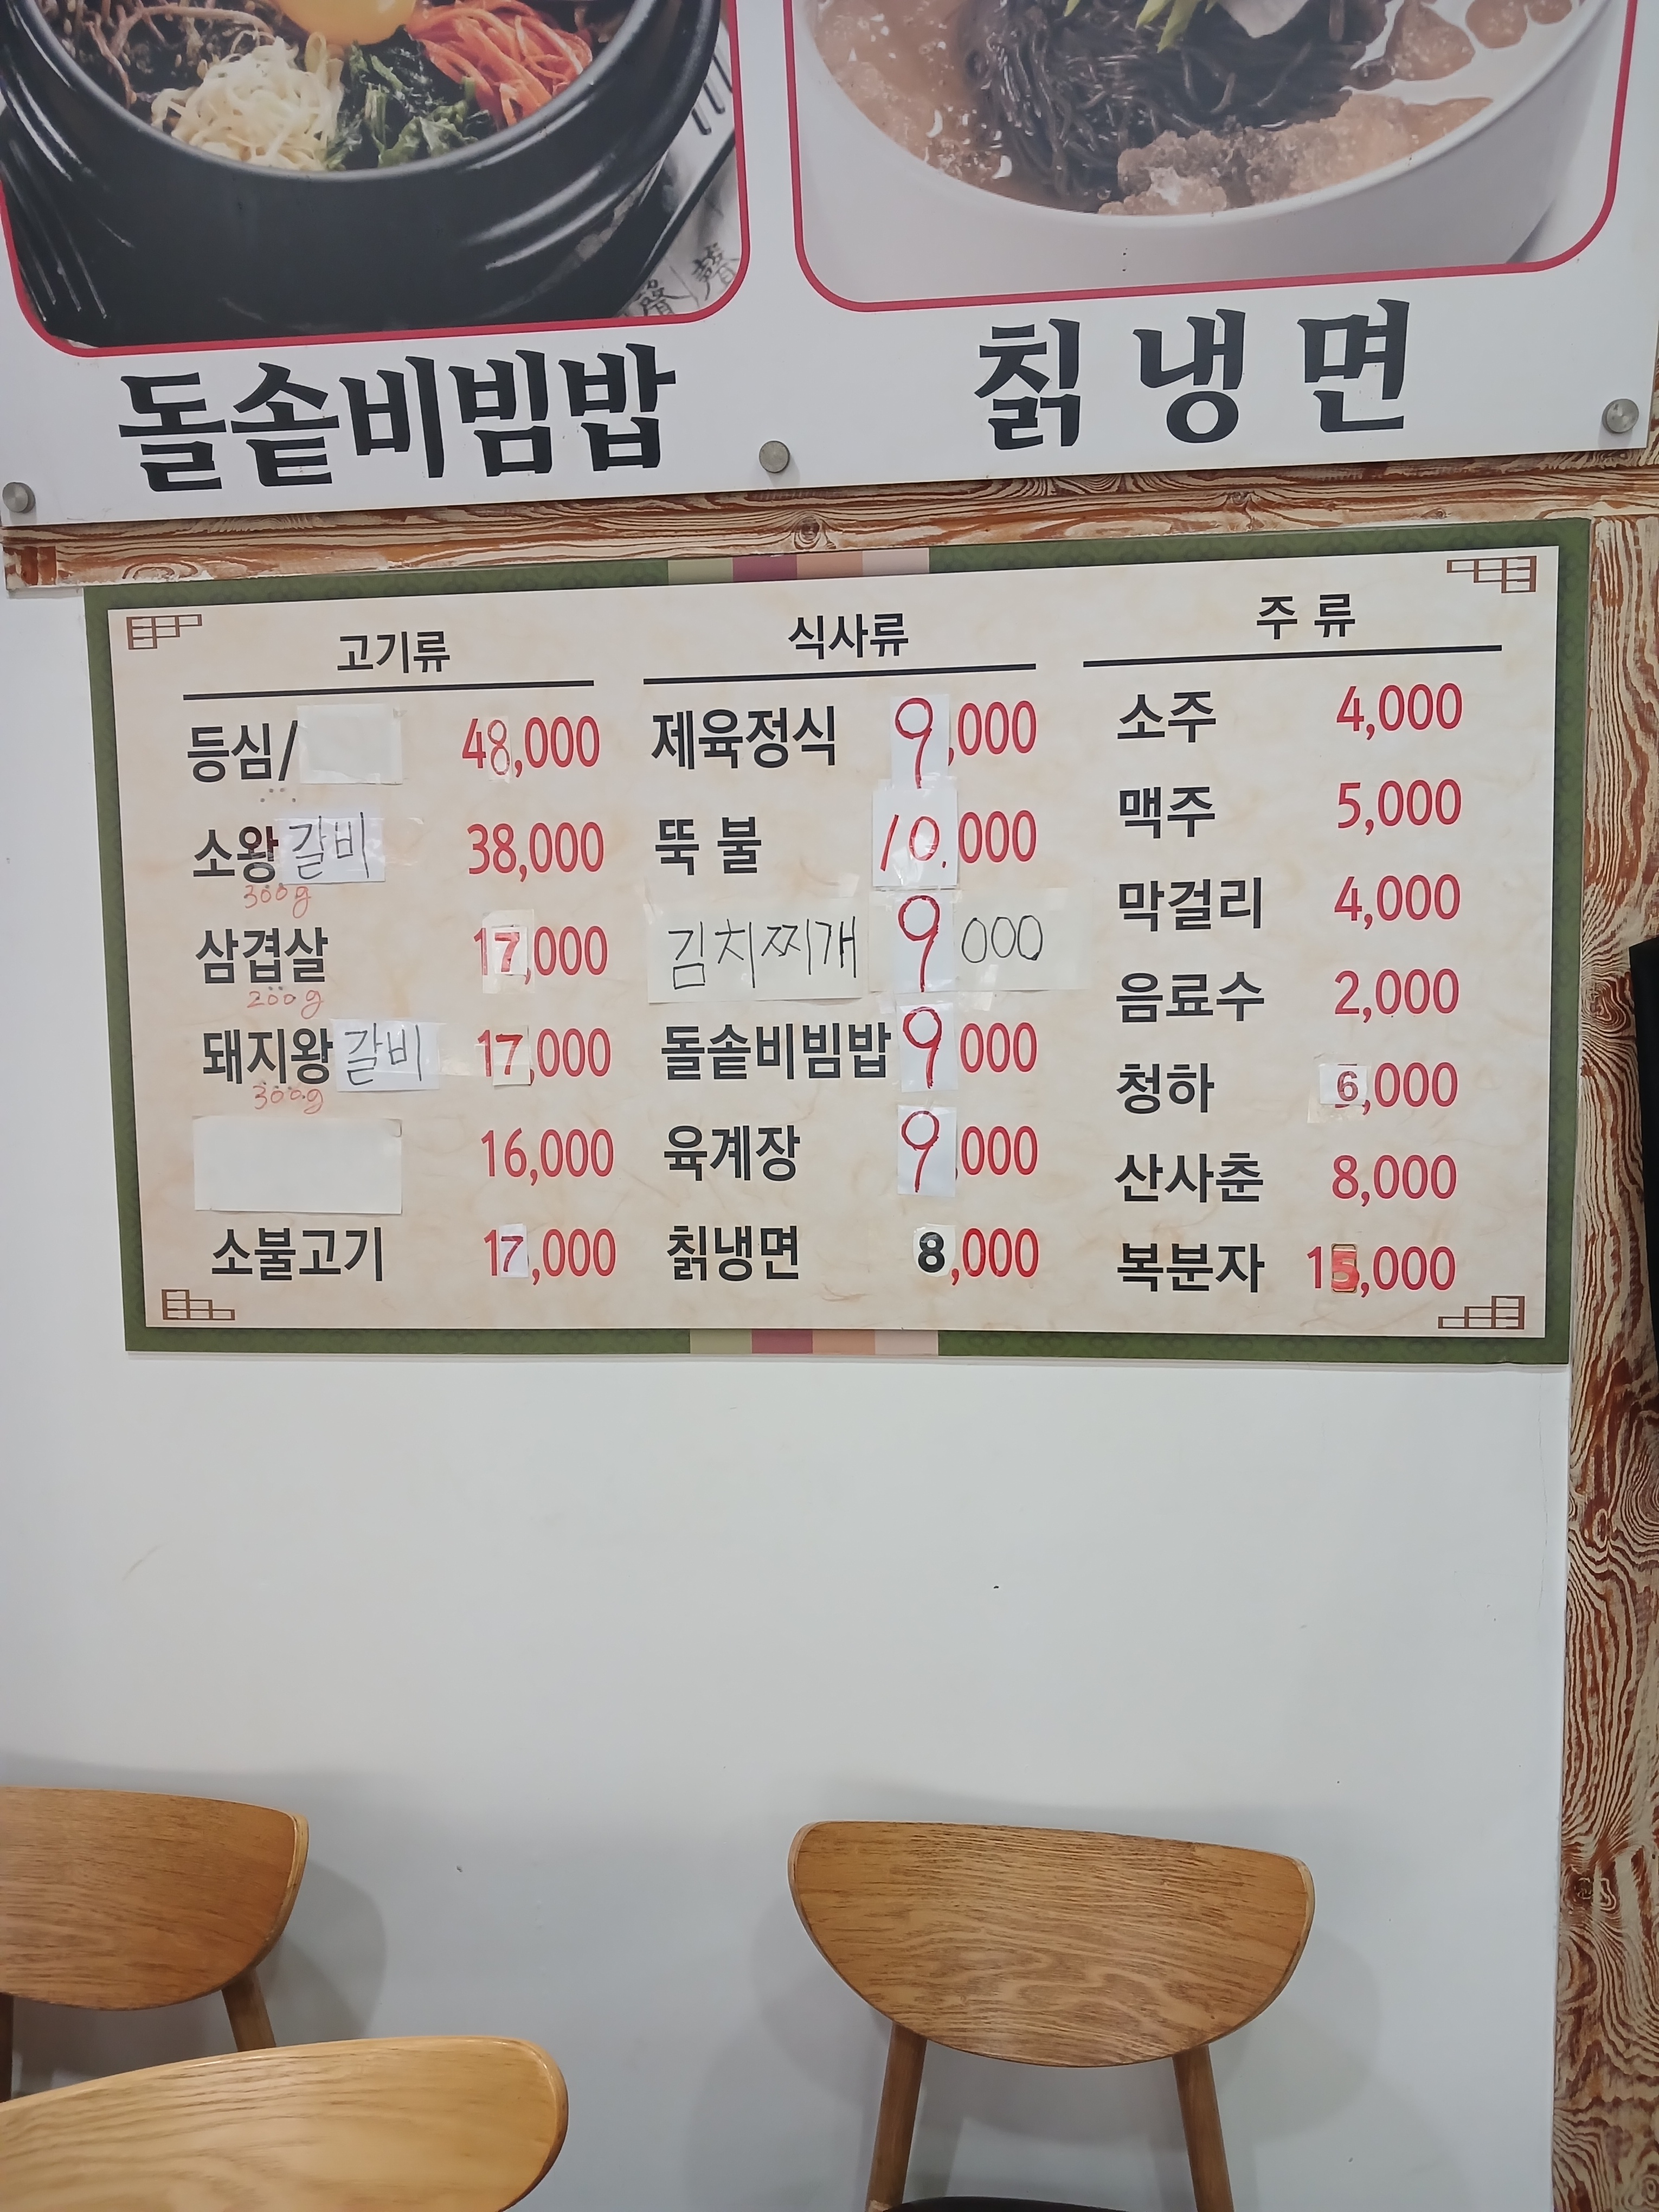 돌솥비빔밥
칡냉면
고기류
등심/ 48,000
소왕갈비 38,000
300g
삼겹살 17,000
200g
돼지왕갈비 17,000
300g
16,000
소불고기 17,000
식사류
제육정식 9,000
뚝 불 10.000
김치찌개 9 000
돌솥비빔밥 9 000
육계장 9,000
칡냉면 8,000
주 류
소주 4,000
맥주 5,000
막걸리 4,000
음료수 2,000
청하 6,000
산사춘 8,000
복분자 15,000